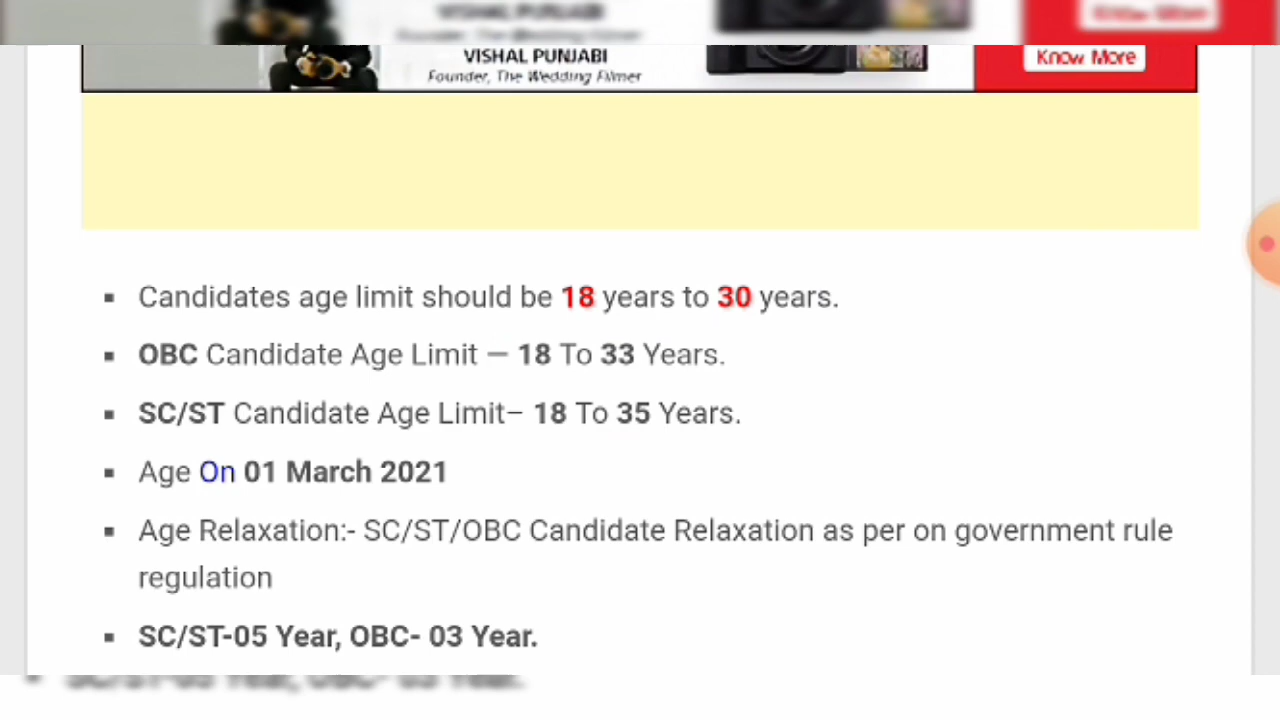 VISHAL PUNJABI
Founder, The Wedding Filmer
Know More
Candidates age limit should be 18 years to 30 years.
OBC Candidate Age Limit – 18 To 33 Years.
SC/ST Candidate Age Limit– 18 To 35 Years.
Age On 01 March 2021
Age Relaxation:- SC/ST/OBC Candidate Relaxation as per on government rule
regulation
SC/ST-05 Year, OBC- 03 Year.